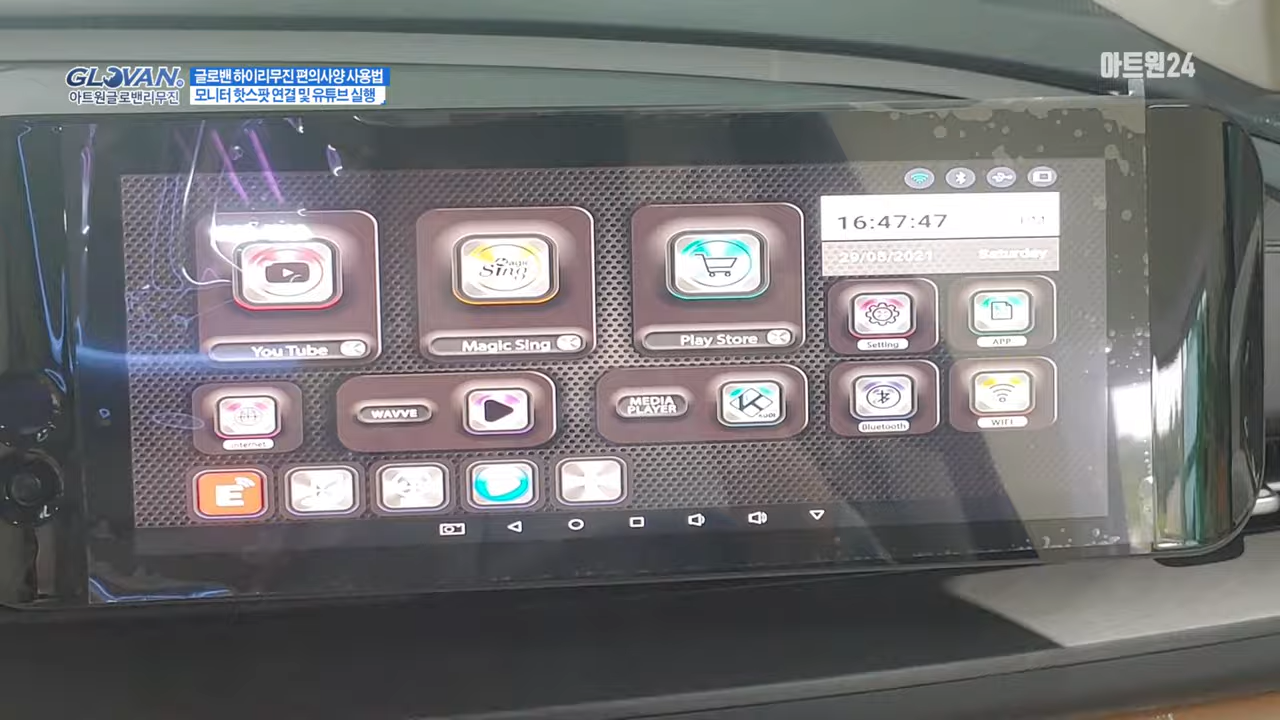 GLOVAN
아트원글로밴리무진
글로밴 하이리무진 편의사양 사용법
모니터 핫스팟 연결 및 유튜브 실행
아트원24
16:47:47
Saturday
You Tube
Magic Sing
Magic Sing
Play Store
Setting
APP
Internet
WAVVE
MEDIA PLAYER
KODI
Bluetooth
WIFI
E